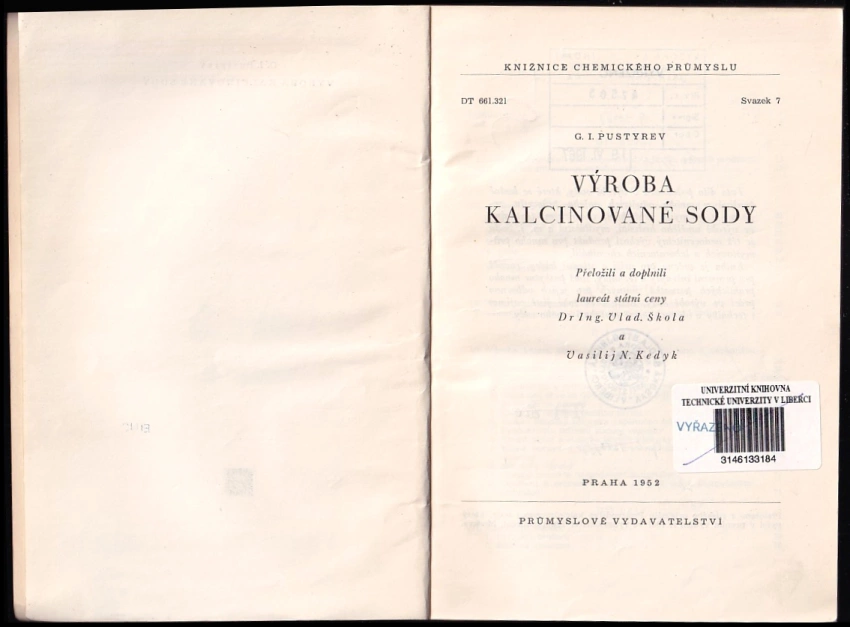 KNIŽNICE CHEMICKÉHO PRŮMYSLU
DT 661.321
Svazek 7
G. I. PUSTYREV
VÝROBA
KALCINOVANÉ SODY
Přeložili a doplnili
laureát státní ceny
Dr Ing. Vlad. Škola
a
Vasilij N. Kedyk
UNIVERZITNÍ KNIHOVNA
TECHNICKÉ UNIVERZITY V LIBERCI
VYŘAZENO
3146133184
PRAHA 1952
PRŮMYSLOVÉ VYDAVATELSTVÍ